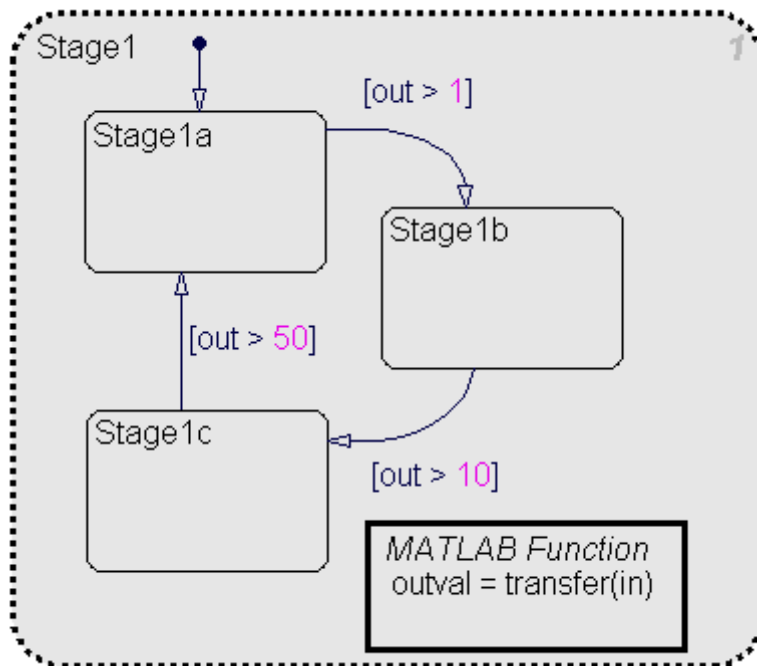 Stage1
1
[out > 1]
Stage1a
Stage1b
[out > 50]
Stage1c
[out > 10]
MATLAB Function
outval = transfer(in)